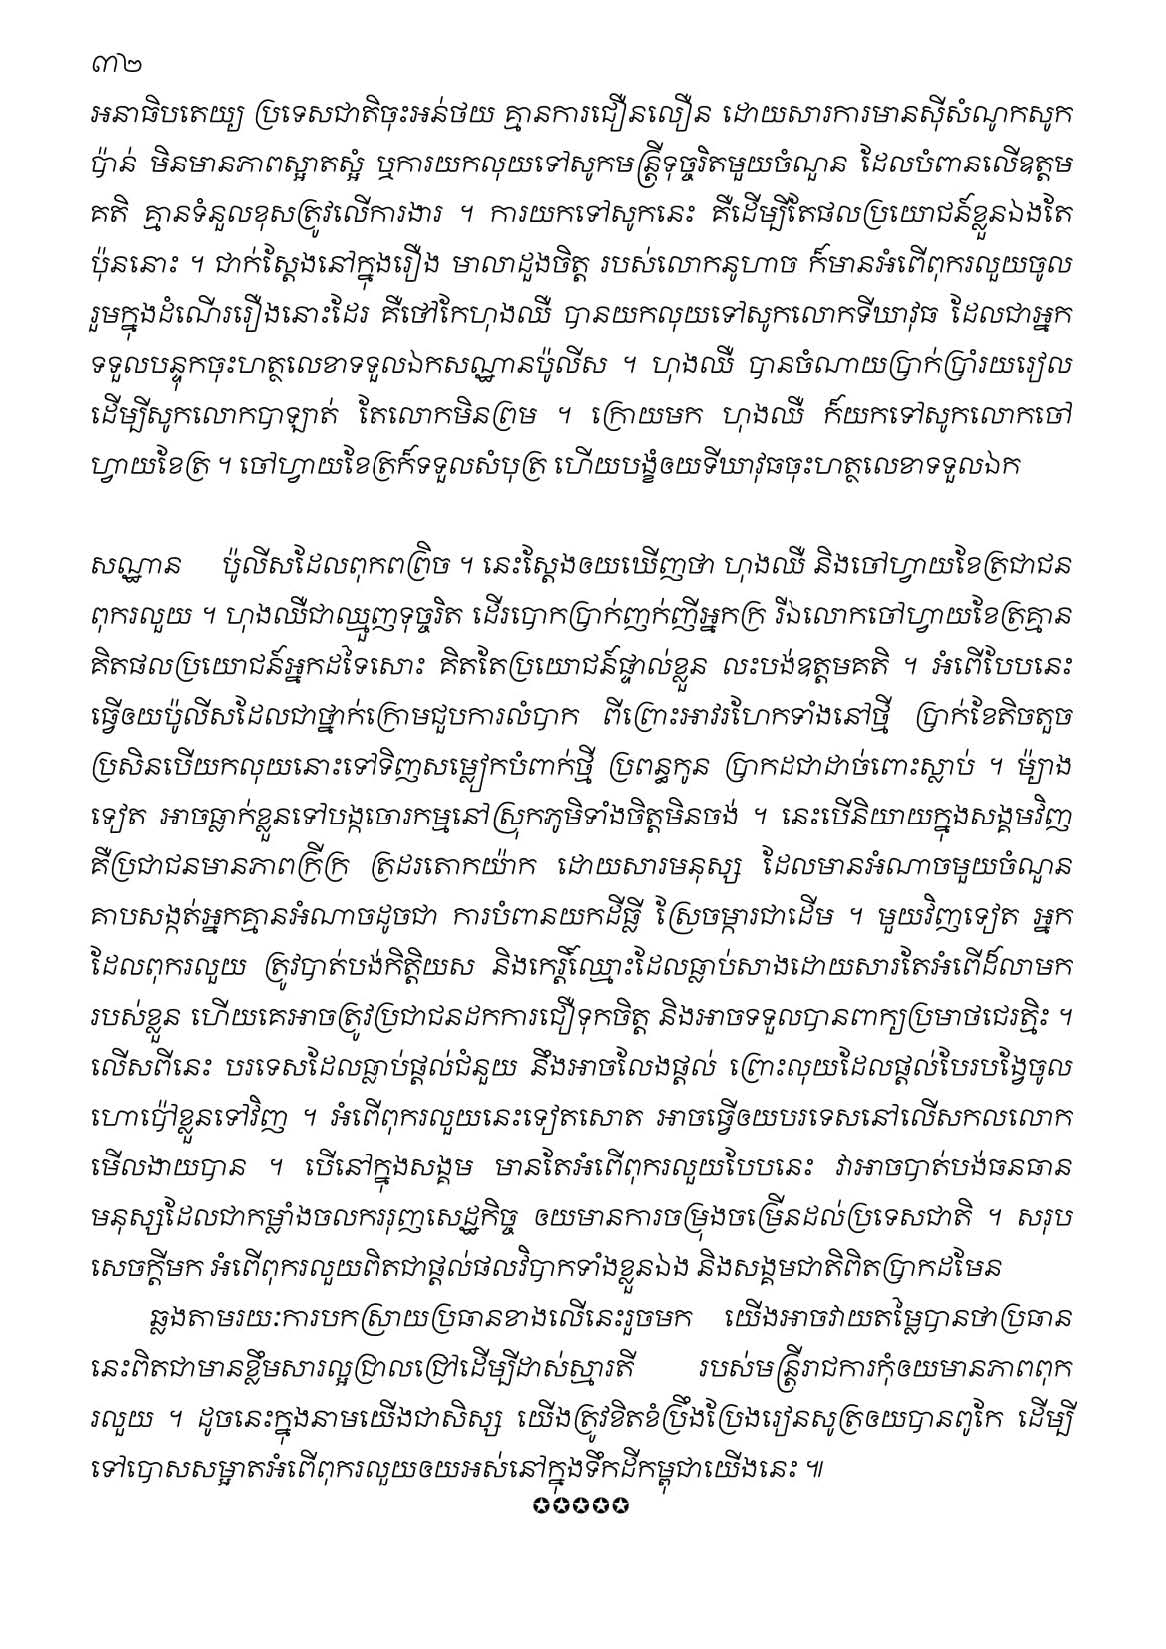 ៣២
អនាធិបតេយ្យ ប្រទេសជាតិចុះអន់ថយ គ្មានការជឿនលឿន ដោយសារការមានស៊ីសំណូកសូក
ប៉ាន់ មិនមានភាពស្អាតស្អំ ឬការយកលុយទៅសូកមន្ត្រីទុច្ចរិតមួយចំណួន ដែលបំពានលើឧត្តម
គតិ គ្មានទំនួលខុសត្រូវលើការងារ ។ ការយកទៅសូកនេះ គឺដើម្បីតែផលប្រយោជន៍ខ្លួនឯងតែ
ប៉ុននោះ ។ ជាក់ស្ដែងនៅក្នុងរឿង មាលាដួងចិត្ត របស់លោកនូហាច ក៏មានអំពើពុករលួយចូល
រួមក្នុងដំណើររឿងនោះដែរ គឺថៅកែហុងឈឺ បានយកលុយទៅសូកលោកទីឃាវុធ ដែលជាអ្នក
ទទួលបន្ទុកចុះហត្ថលេខាទទួលឯកសណ្ឋានប៉ូលីស ។ ហុងឈឺ បានចំណាយប្រាក់ប្រាំរយរៀល
ដើម្បីសូកលោកបាឡាត់ តែលោកមិនព្រម ។ ក្រោយមក ហុងឈឺ ក៏យកទៅសូកលោកចៅ
ហ្វាយខែត្រ ។ ចៅហ្វាយខែត្រក៏ទទួលសំបុត្រ ហើយបង្ខំឲយទីឃាវុធចុះហត្ថលេខាទទួលឯក
សណ្ឋាន ប៉ូលីសដែលពុកពព្រិច ។ នេះស្ដែងឲយឃើញថា ហុងឈឺ និងចៅហ្វាយខែត្រជាជន
ពុករលួយ ។ ហុងឈឺជាឈ្មួញទុច្ចរិត ដើរបោកប្រាក់ញក់ញីអ្នកក្រ រីឯលោកចៅហ្វាយខែត្រគ្មាន
គិតផលប្រយោជន៍អ្នកដទៃសោះ គិតតែប្រយោជន៍ផ្ទាល់ខ្លួន លះបង់ឧត្តមគតិ ។ អំពើបែបនេះ
ធ្វើឲយប៉ូលីសដែលជាថ្នាក់ក្រោមជួបការលំបាក ពីព្រោះអាវរហែកទាំងនៅថ្មី ប្រាក់ខែតិចតួច
ប្រសិនបើយកលុយនោះទៅទិញសម្លៀកបំពាក់ថ្មី ប្រពន្ធកូន ប្រាកដជាដាច់ពោះស្លាប់ ។ ម៉្យាង
ទៀត អាចធ្លាក់ខ្លួនទៅបង្កចោរកម្មនៅស្រុកភូមិទាំងចិត្តមិនចង់ ។ នេះបើនិយាយក្នុងសង្គមវិញ
គឺប្រជាជនមានភាពក្រីក្រ ត្រដរតោកយ៉ាក ដោយសារមនុស្ស ដែលមានអំណាចមួយចំណួន
គាបសង្កត់អ្នកគ្មានអំណាចដូចជា ការបំពានយកដីធ្លី ស្រែចម្ការជាដើម ។ មួយវិញទៀត អ្នក
ដែលពុករលួយ ត្រូវបាត់បង់កិត្តិយស និងកេរ្តិ៍ឈ្មោះដែលធ្លាប់សាងដោយសារតែអំពើដ៏លាមក
របស់ខ្លួន ហើយគេអាចត្រូវប្រជាជនដកការជឿទុកចិត្ត និងអាចទទួលបានពាក្យប្រមាថជេរត្មិះ ។
លើសពីនេះ បរទេសដែលធ្លាប់ផ្ដល់ជំនួយ នឹងអាចលែងផ្ដល់ ព្រោះលុយដែលផ្ដល់បែរបង្វែចូល
ហោប៉ៅខ្លួនទៅវិញ ។ អំពើពុករលួយនេះទៀតសោត អាចធ្វើឲយបរទេសនៅលើសកលលោក
មើលងាយបាន ។ បើនៅក្នុងសង្គម មានតែអំពើពុករលួយបែបនេះ វាអាចបាត់បង់ធនធាន
មនុស្សដែលជាកម្លាំងចលកររុញសេដ្ឋកិច្ច ឲយមានការចម្រុងចម្រើនដល់ប្រទេសជាតិ ។ សរុប
សេចក្ដីមក អំពើពុករលួយពិតជាផ្ដល់ផលវិបាកទាំងខ្លួនឯង និងសង្គមជាតិពិតប្រាកដមែន
ឆ្លងតាមរយៈការបកស្រាយប្រធានខាងលើនេះរួចមក យើងអាចវាយតម្លៃបានថាប្រធាន
នេះពិតជាមានខ្លឹមសារល្អជ្រាលជ្រៅដើម្បីដាស់ស្មារតី របស់មន្ត្រីរាជការកុំឲយមានភាពពុក
រលួយ ។ ដូចនេះក្នុងនាមយើងជាសិស្ស យើងត្រូវខិតខំប្រឹងប្រែងរៀនសូត្រឲយបានពូកែ ដើម្បី
ទៅបោសសម្អាតអំពើពុករលួយឲយអស់នៅក្នុងទឹកដីកម្ពុជាយើងនេះ ៕
✪✪✪✪✪